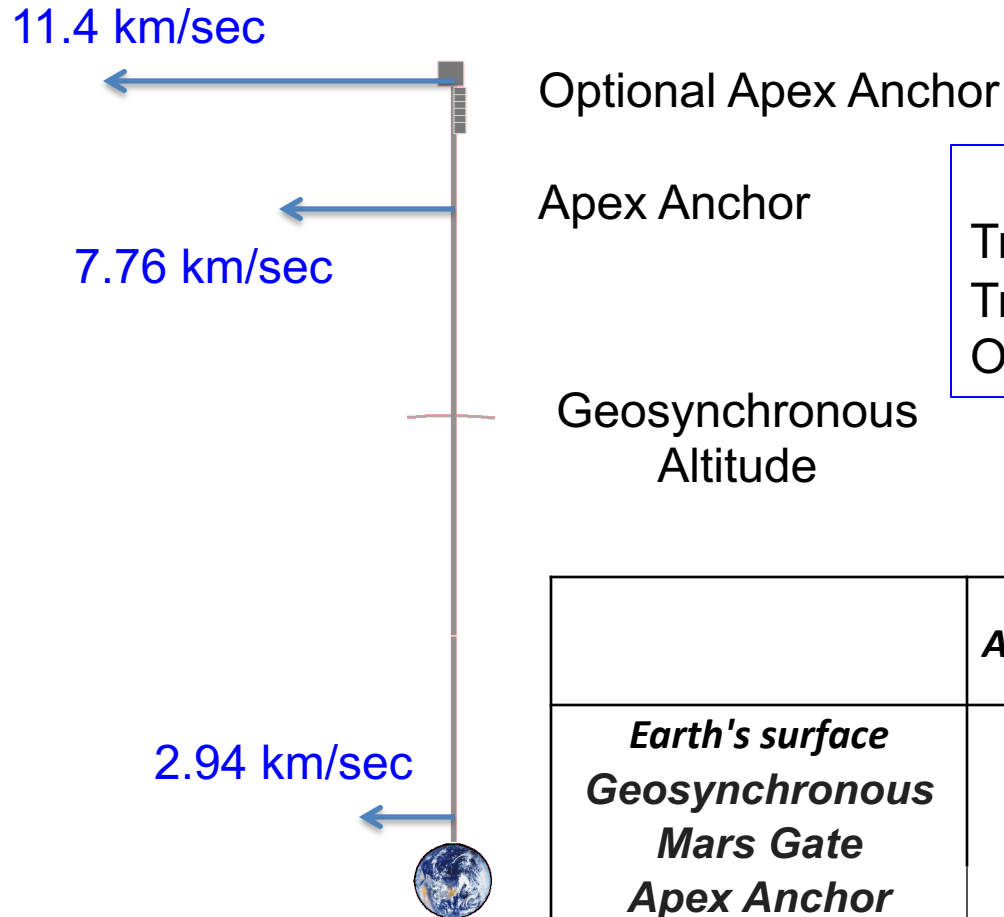 11.4 km/sec
Optional Apex Anchor
Apex Anchor
7.76 km/sec
Geosynchronous
Altitude
2.94 km/sec
Earth's surface
Geosynchronous
Mars Gate
Apex Anchor